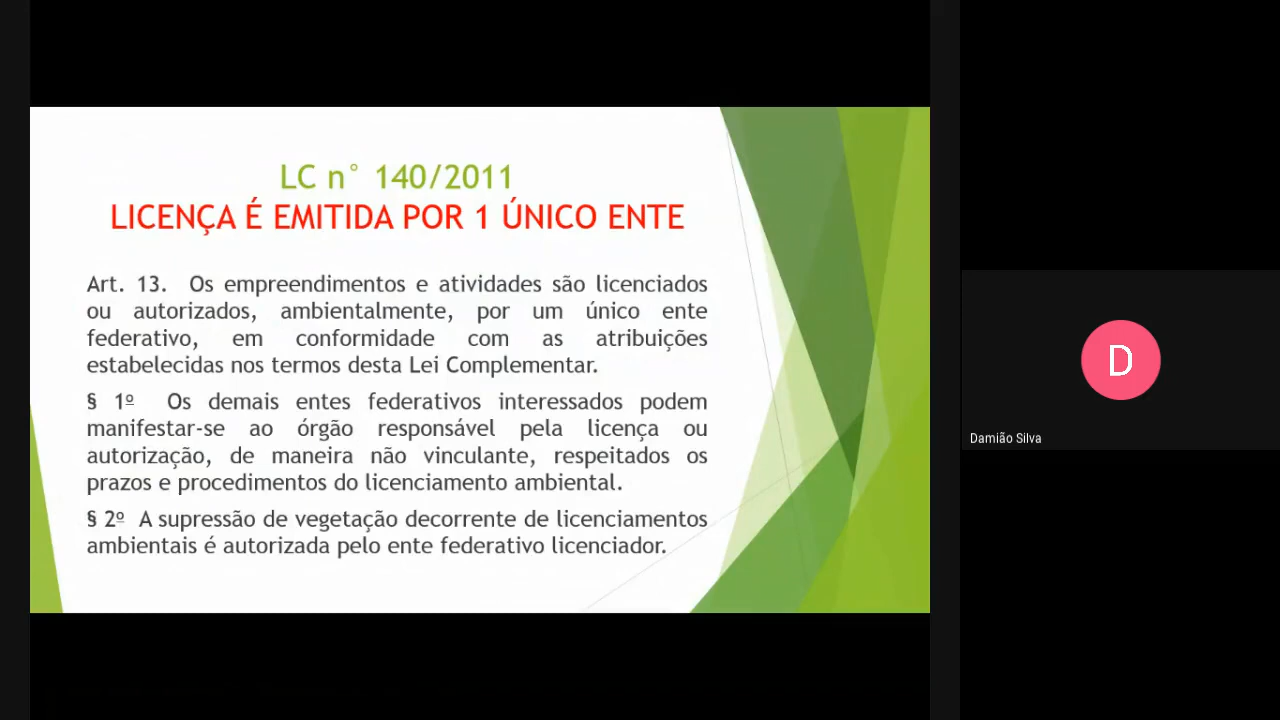 LC n° 140/2011
LICENÇA É EMITIDA POR 1 ÚNICO ENTE
Art. 13. Os empreendimentos e atividades são licenciados
ou autorizados, ambientalmente, por um único ente
federativo, em conformidade com as atribuições
estabelecidas nos termos desta Lei Complementar.
§ 1º Os demais entes federativos interessados podem
manifestar-se ao órgão responsável pela licença ou
autorização, de maneira não vinculante, respeitados os
prazos e procedimentos do licenciamento ambiental.
§ 2º A supressão de vegetação decorrente de licenciamentos
ambientais é autorizada pelo ente federativo licenciador.
D
Damião Silva